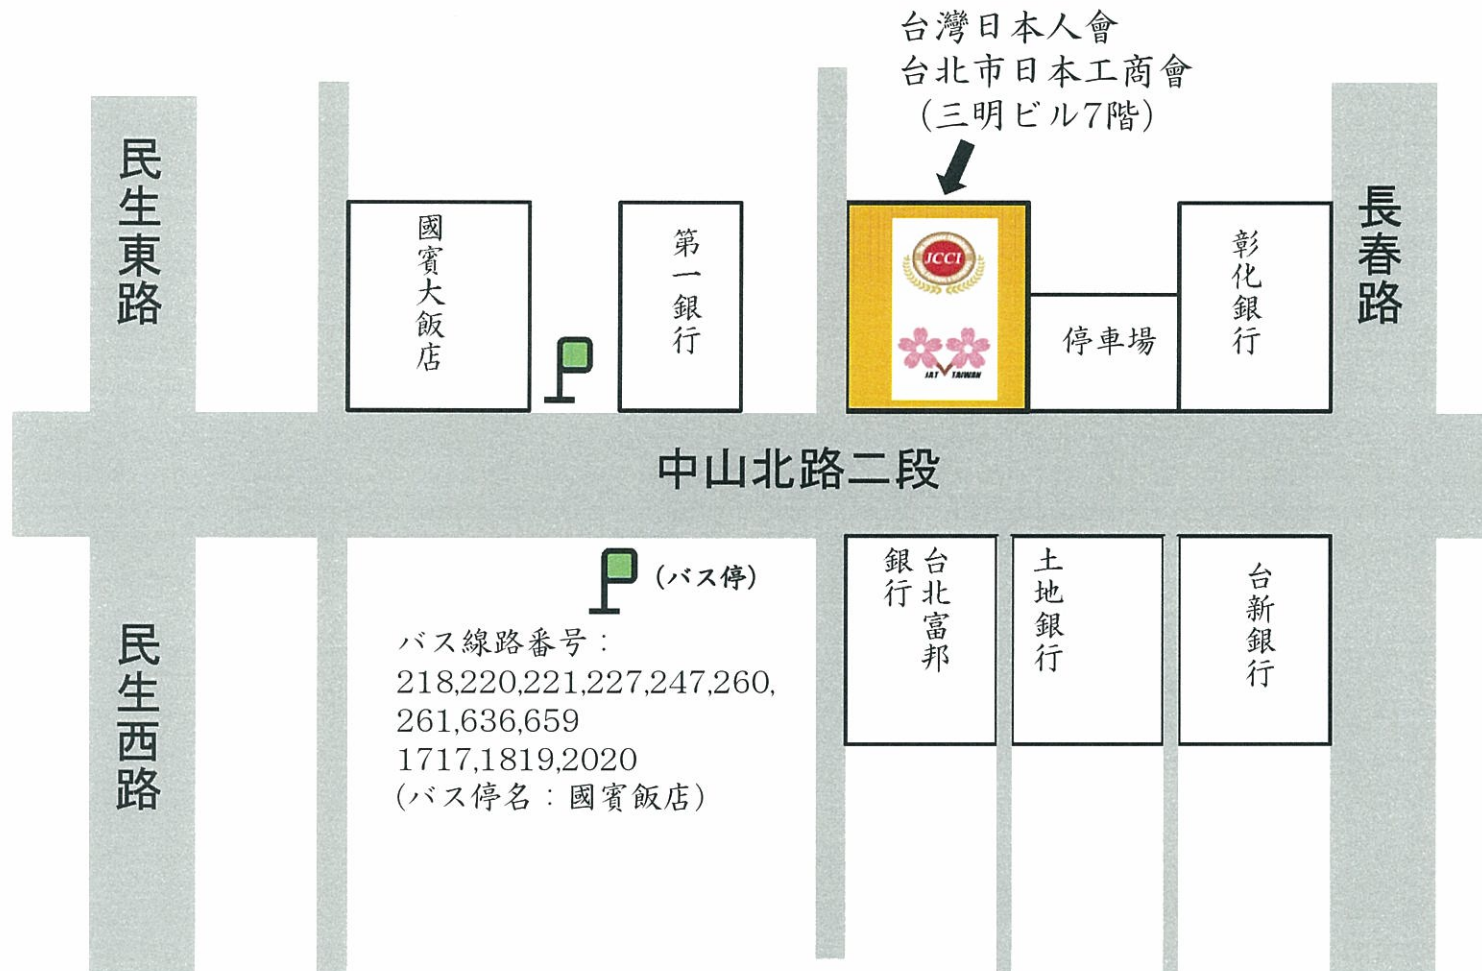 台灣日本人會
台北市日本工商會
(三明ビル7階)
民生東路
國賓大飯店
第一銀行
JCCI
JAT TAIWAN
停車場
彰化銀行
長春路
中山北路二段
(バス停)
バス線路番号：
218,220,221,227,247,260,
261,636,659
1717,1819,2020
(バス停名：國賓飯店)
民生西路
台北富邦
銀行
土地銀行
台新銀行